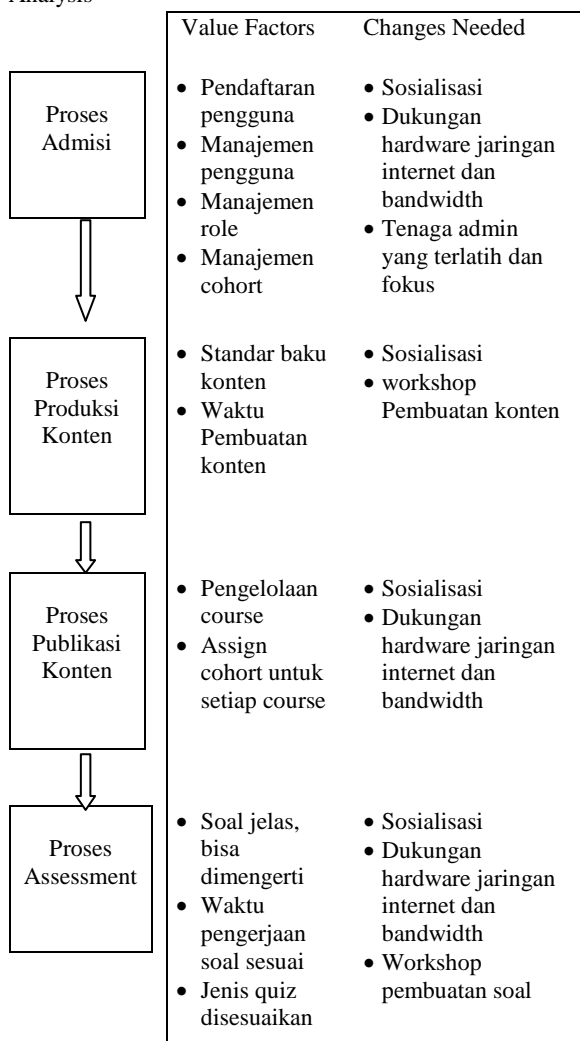 Analysis
Value Factors
Changes Needed
Proses
Admisi
• Pendaftaran
pengguna
• Manajemen
pengguna
• Manajemen
role
• Manajemen
cohort
• Sosialisasi
• Dukungan
hardware jaringan
internet dan
bandwidth
• Tenaga admin
yang terlatih dan
fokus
Proses
Produksi
Konten
• Standar baku
konten
• Waktu
Pembuatan
konten
• Sosialisasi
• workshop
Pembuatan konten
Proses
Publikasi
Konten
• Pengelolaan
course
• Assign
cohort untuk
setiap course
• Sosialisasi
• Dukungan
hardware jaringan
internet dan
bandwidth
Proses
Assessment
• Soal jelas,
bisa
dimengerti
• Waktu
pengerjaan
soal sesuai
• Jenis quiz
disesuaikan
• Sosialisasi
• Dukungan
hardware jaringan
internet dan
bandwidth
• Workshop
pembuatan soal